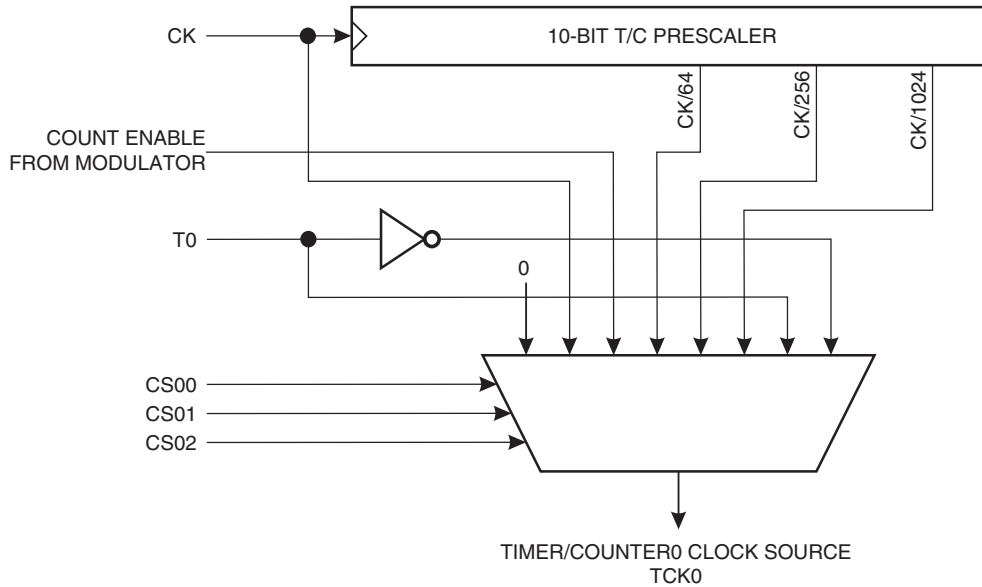 CK
10-BIT T/C PRESCALER
CK/64
CK/256
CK/1024
COUNT ENABLE
FROM MODULATOR
T0
0
CS00
CS01
CS02
TIMER/COUNTER0 CLOCK SOURCE
TCK0